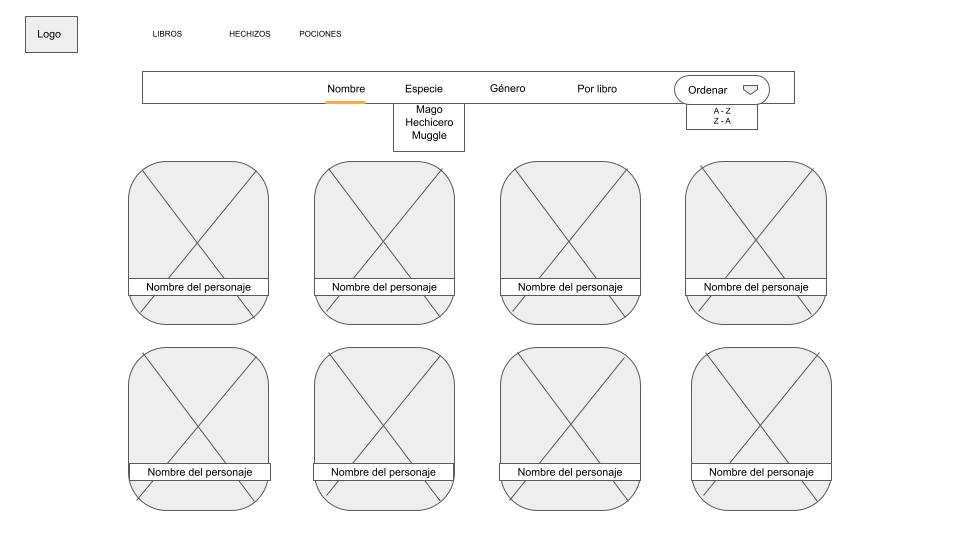 Logo
LIBROS
HECHIZOS
POCIONES
Nombre
Especie
Género
Por libro
Ordenar
Mago
Hechicero
Muggle
A - Z
Z - A
Nombre del personaje
Nombre del personaje
Nombre del personaje
Nombre del personaje
Nombre del personaje
Nombre del personaje
Nombre del personaje
Nombre del personaje